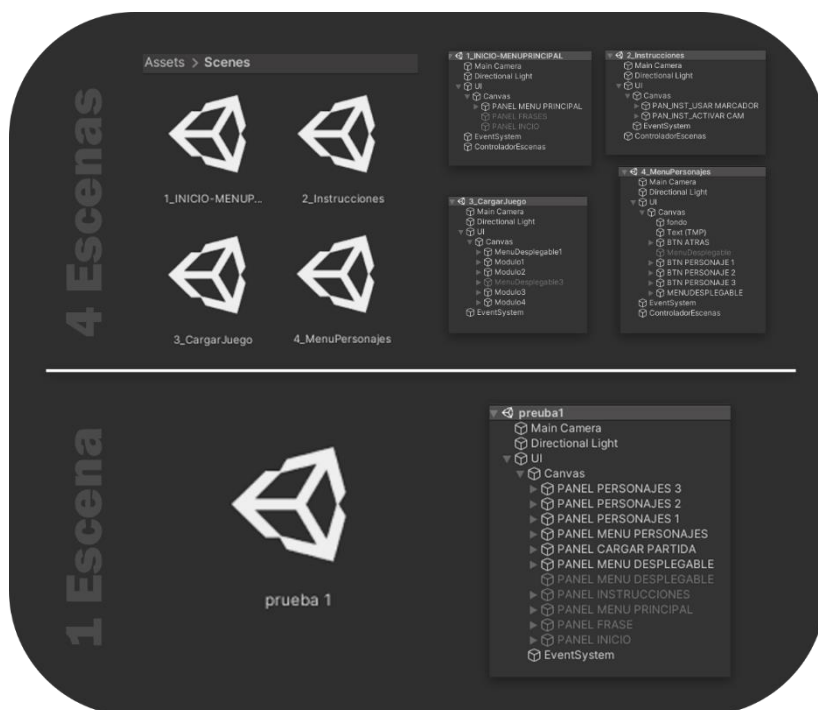 4 Escenas
Assets > Scenes
1_INICIO-MENUP...
2_Instrucciones
3_CargarJuego
4_MenuPersonajes
1_INICIO-MENUPRINCIPAL
Main Camera
Directional Light
UI
Canvas
PANEL MENU PRINCIPAL
PANEL FRASES
PANEL INCIO
EventSystem
ControladorEscenas
2_Instrucciones
Main Camera
Directional Light
UI
Canvas
PAN_INST_USAR MARCADOR
PAN_INST_ACTIVAR CAM
EventSystem
ControladorEscenas
3_CargarJuego
Main Camera
Directional Light
UI
Canvas
MenuDesplegable1
Modulo1
Modulo2
MenuDesplegable3
Modulo3
Modulo4
EventSystem
4_MenuPersonajes
Main Camera
Directional Light
UI
Canvas
fondo
Text (TMP)
BTN ATRAS
MenuDesplegable
BTN PERSONAJE 1
BTN PERSONAJE 2
BTN PERSONAJE 3
MENUDESPLEGABLE
EventSystem
ControladorEscenas
1 Escena
prueba 1
preuba1
Main Camera
Directional Light
UI
Canvas
PANEL PERSONAJES 3
PANEL PERSONAJES 2
PANEL PERSONAJES 1
PANEL MENU PERSONAJES
PANEL CARGAR PARTIDA
PANEL MENU DESPLEGABLE
PANEL MENU DESPLEGABLE
PANEL INSTRUCCIONES
PANEL MENU PRINCIPAL
PANEL FRASE
PANEL INICIO
EventSystem